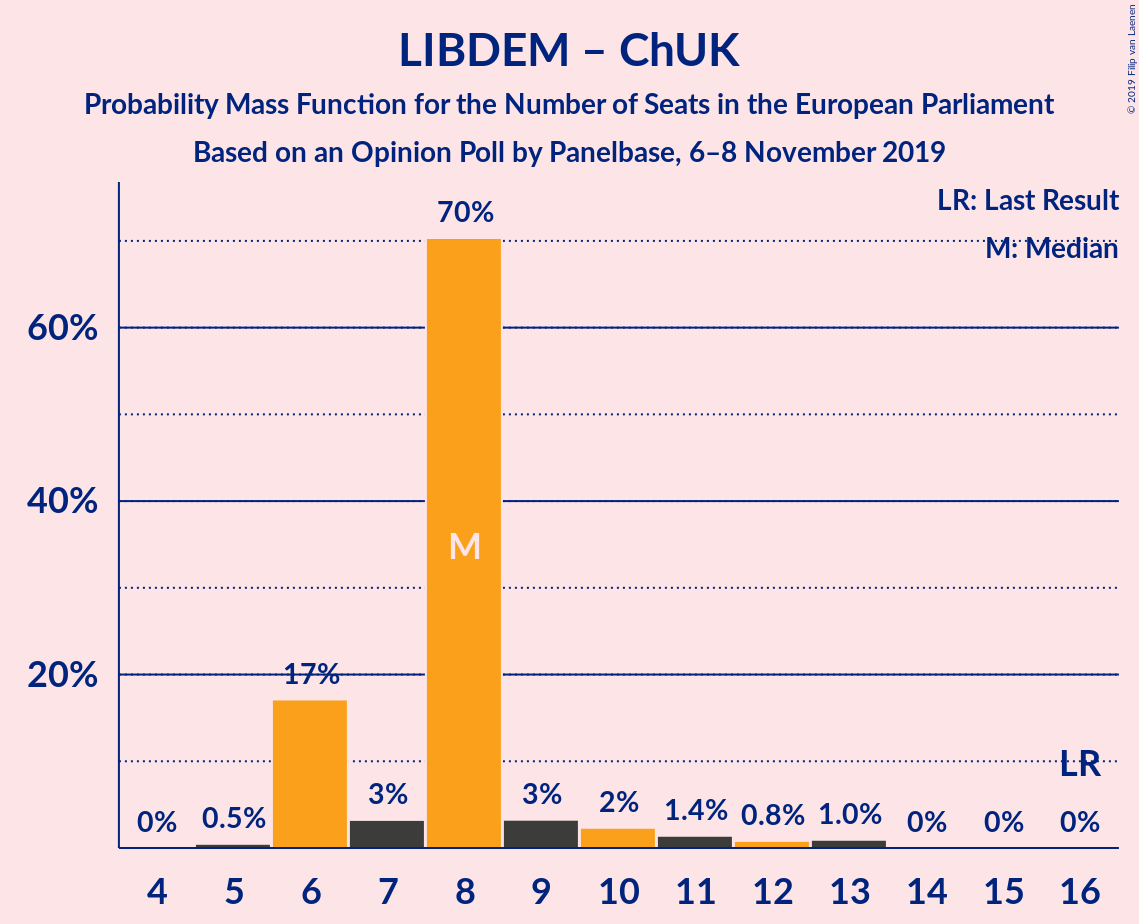 LIBDEM – ChUK
Probability Mass Function for the Number of Seats in the European Parliament
Based on an Opinion Poll by Panelbase, 6–8 November 2019
© 2019 Filip van Laenen
LR: Last Result
M: Median
70%
60%
40%
M
20%
17%
LR
3%
3%
2%
1.4%
0.8%
1.0%
0.5%
0%
0%
0%
0%
4 5 6 7 8 9 10 11 12 13 14 15 16